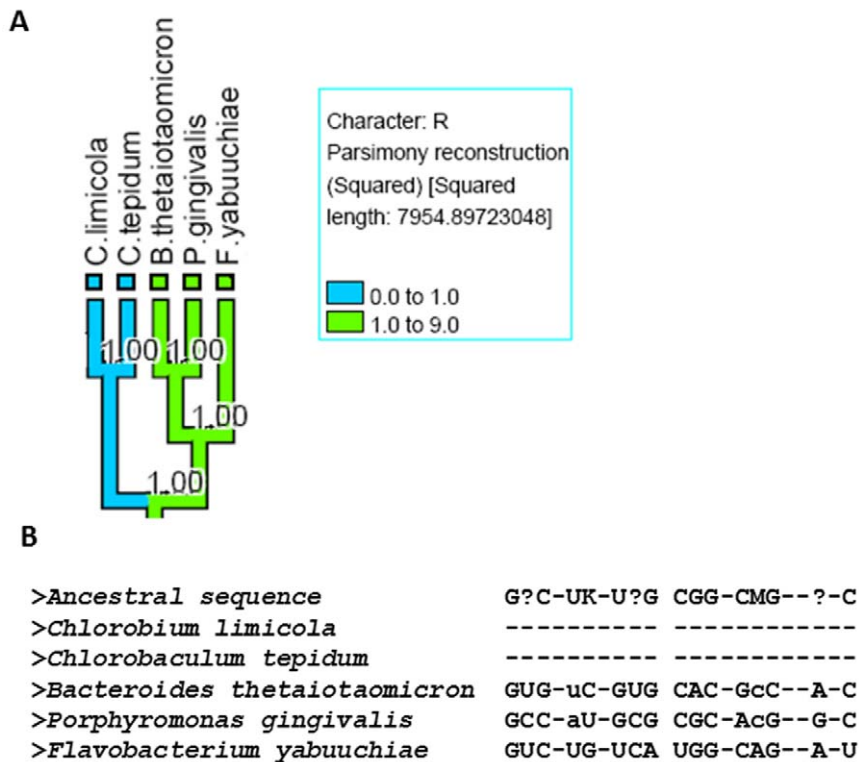 A
C.limicola
C.tepidum
B.thetaiotaomicron
P.gingivalis
F.yabuuchiae
1.00
1.00
1.00
1.00
Character: R
Parsimony reconstruction
(Squared) [Squared
length: 7954.89723048]
0.0 to 1.0
1.0 to 9.0
B
>Ancestral sequence G?C-UK-U?G CGG-CMG--?-C
>Chlorobium limicola ---------- ------------
>Chlorobaculum tepidum ---------- ------------
>Bacteroides thetaiotaomicron GUG-uC-GUG CAC-GcC--A-C
>Porphyromonas gingivalis GCC-aU-GCG CGC-AcG--G-C
>Flavobacterium yabuuchiae GUC-UG-UCA UGG-CAG--A-U